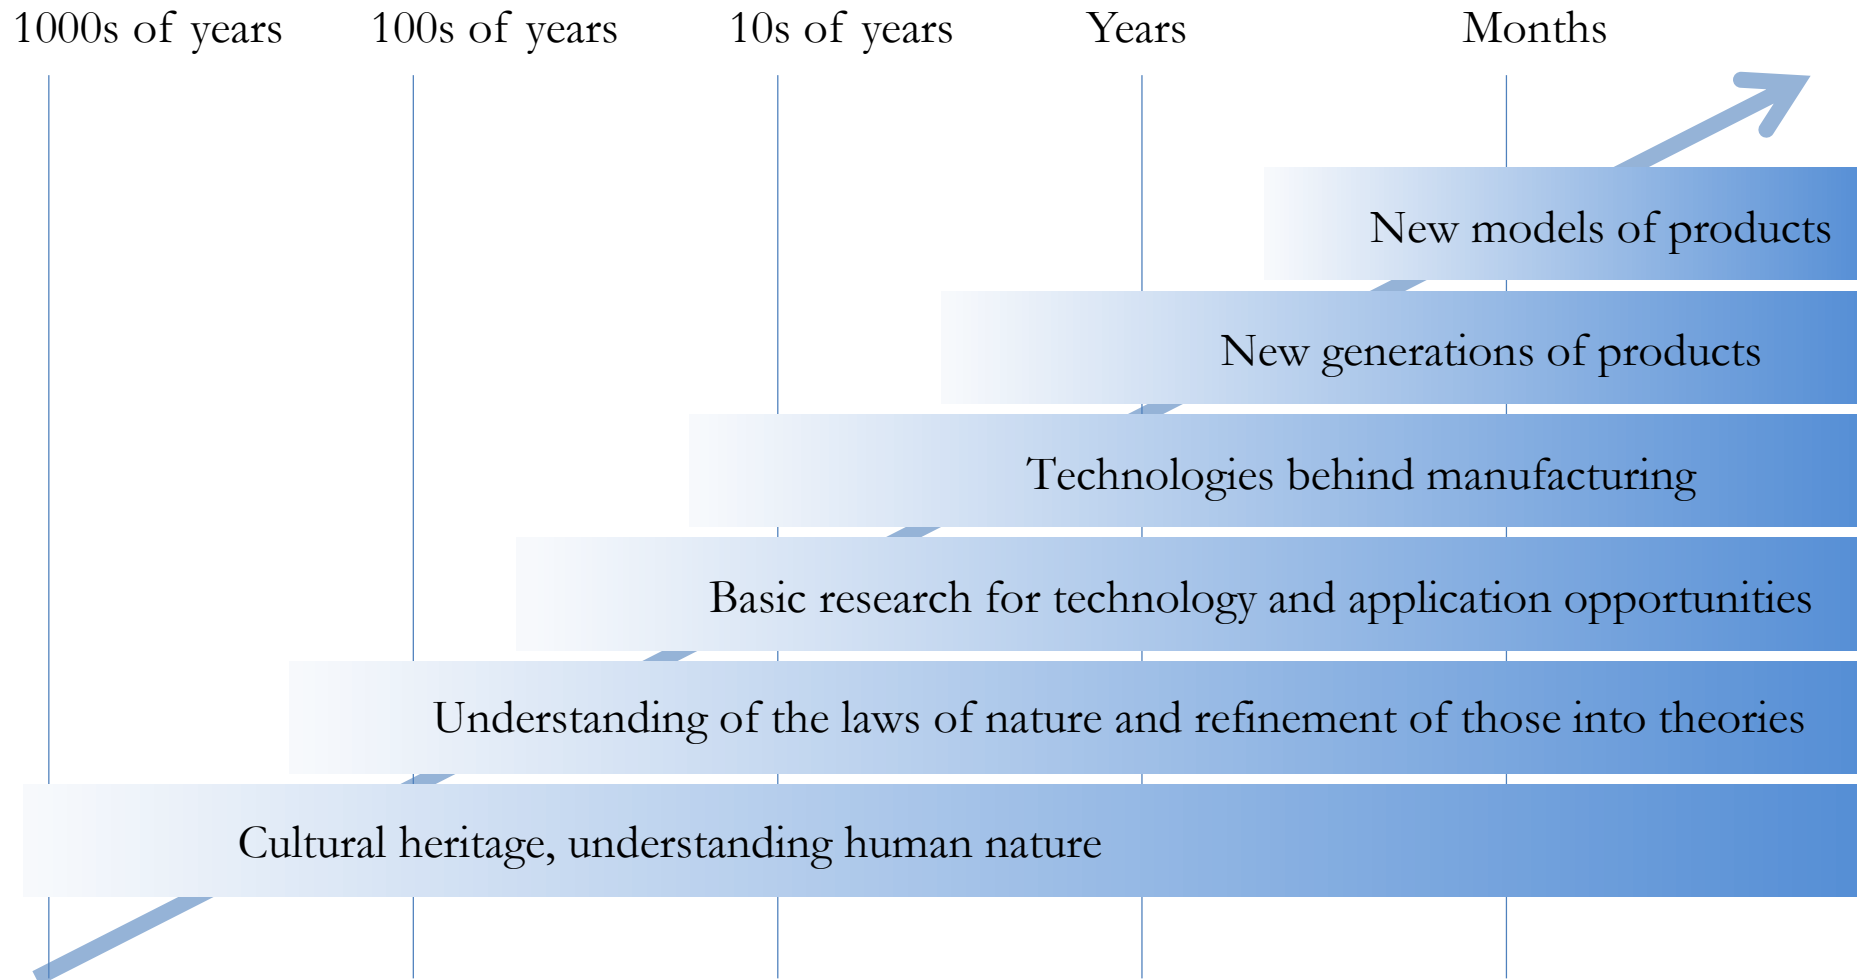 1000s of years
100s of years
10s of years
Years
Months
New models of products
New generations of products
Technologies behind manufacturing
Basic research for technology and application opportunities
Understanding of the laws of nature and refinement of those into theories
Cultural heritage, understanding human nature